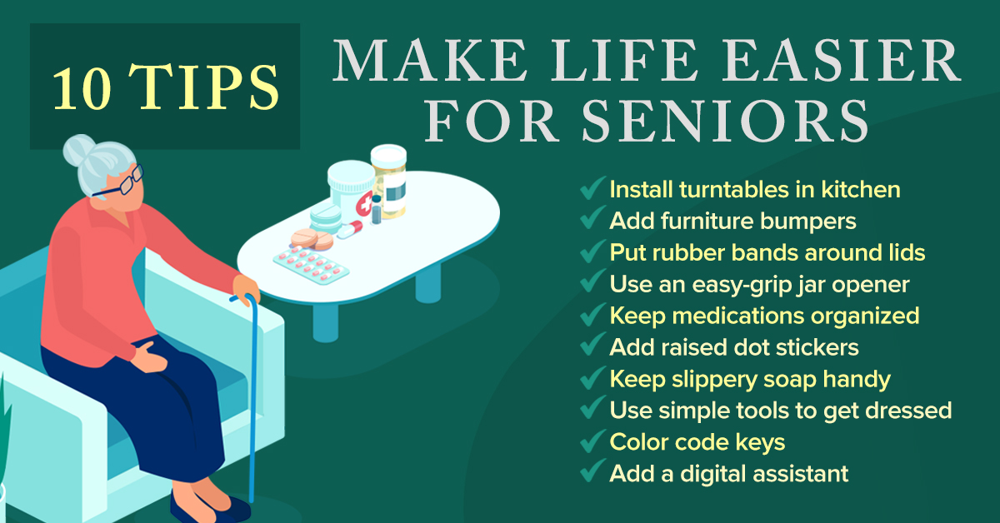 10 TIPS
MAKE LIFE EASIER
FOR SENIORS
Install turntables in kitchen
Add furniture bumpers
Put rubber bands around lids
Use an easy-grip jar opener
Keep medications organized
Add raised dot stickers
Keep slippery soap handy
Use simple tools to get dressed
Color code keys
Add a digital assistant